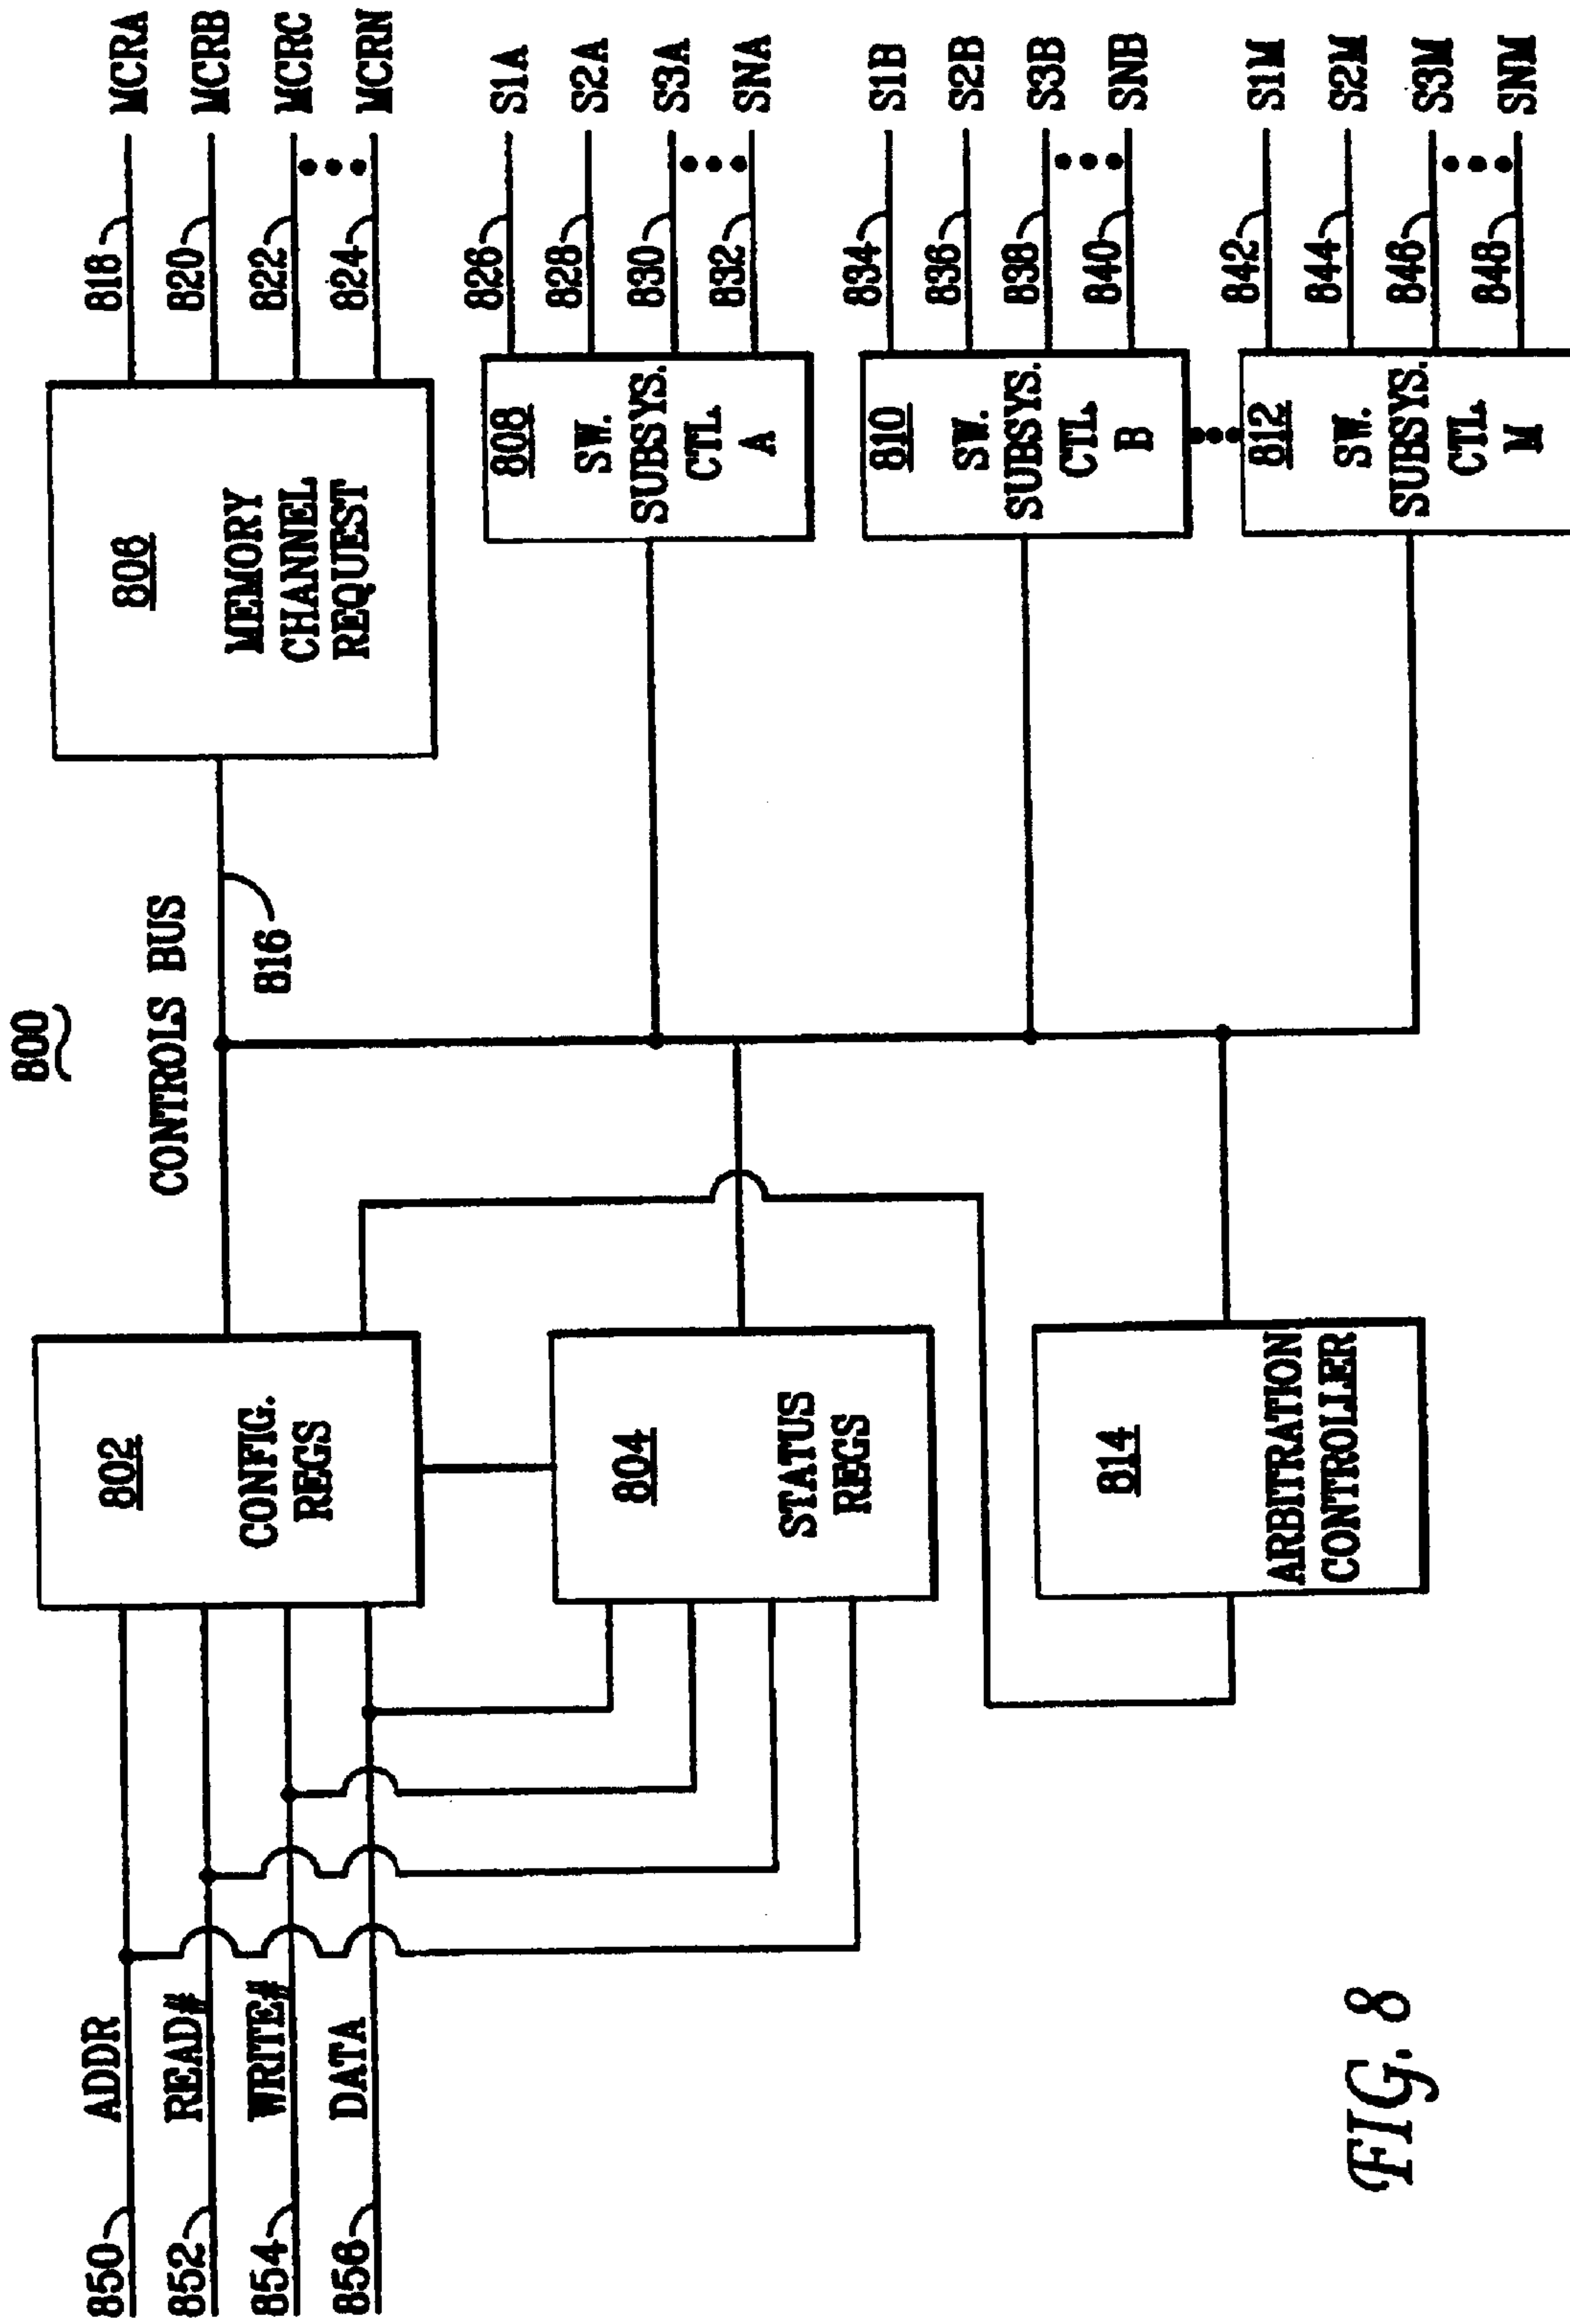 800
850
ADDR
852
READ#
854
WRITE#
856
DATA
802
CONFIG.
REGS
804
STATUS
REGS
814
ARBITRATION
CONTROLLER
CONTROLS BUS
816
806
MEMORY
CHANNEL
REQUEST
818
MCRA
820
MCRB
822
MCRC
824
MCRN
808
SW.
SUBSYS.
CTL
A
826
S1A
828
S2A
830
S3A
832
SNA
810
SW.
SUBSYS.
CTL
B
834
S1B
836
S2B
838
S3B
840
SNB
812
SW.
SUBSYS.
CTL
M
842
S1M
844
S2M
846
S3M
848
SNM
FIG. 8